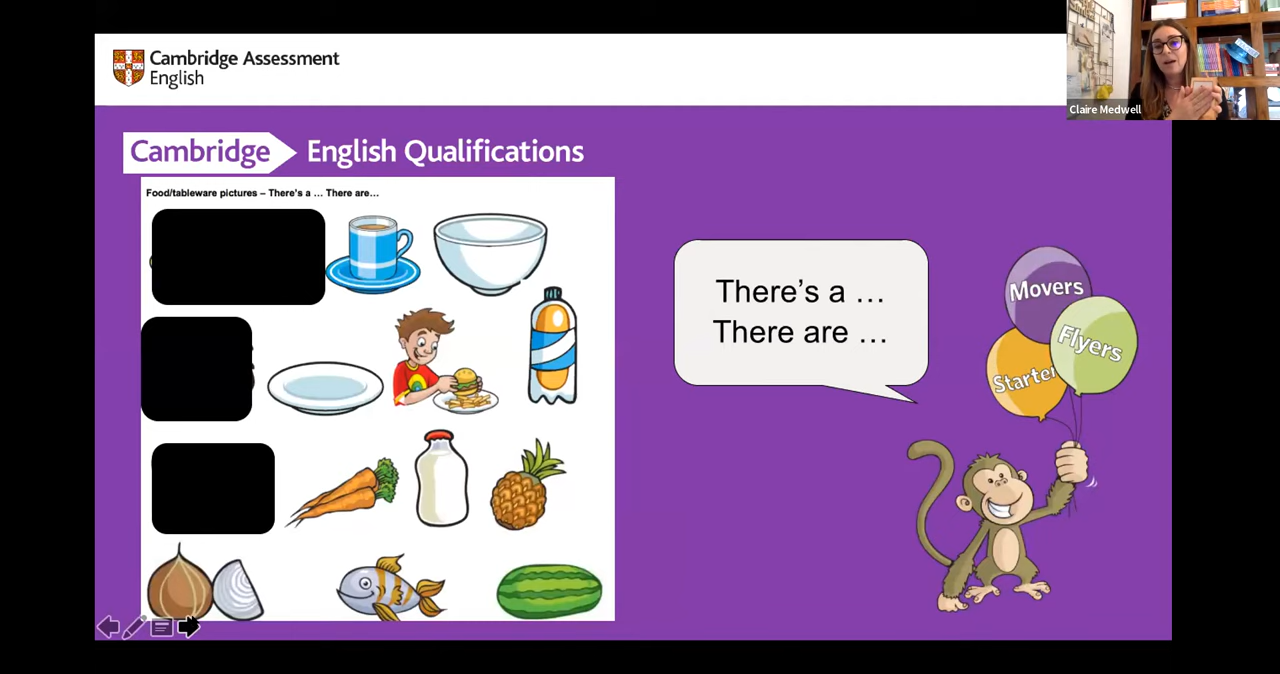 Cambridge Assessment
English
Claire Medwell
Cambridge
English Qualifications
Food/tableware pictures – There's a … There are…
There's a …
There are …
Movers
Flyers
Starter